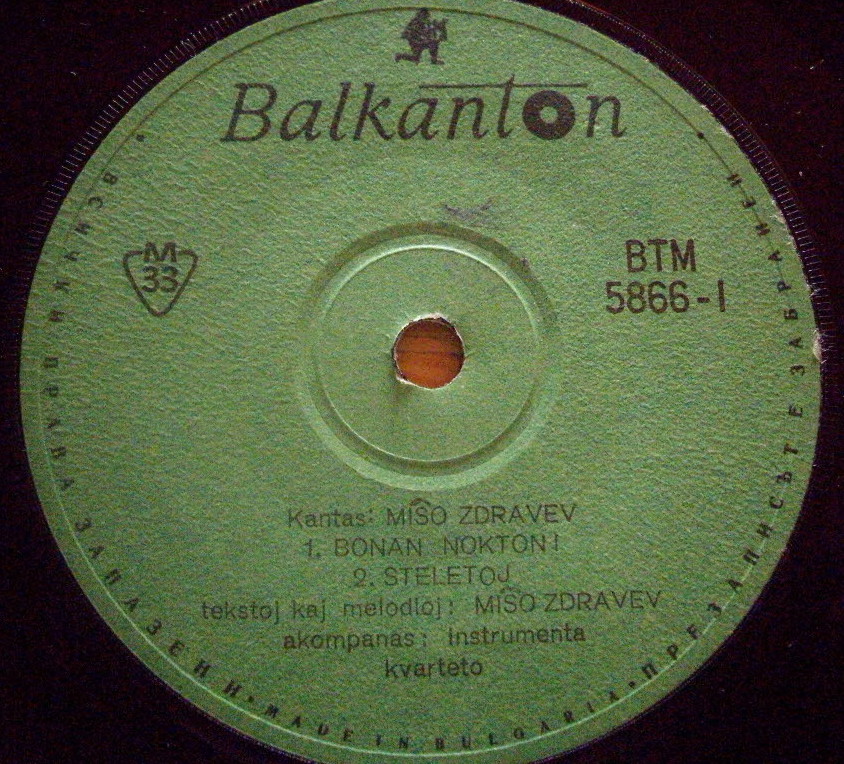 Balkanton
M
33
BTM
5866-1
Kantas: MIŜO ZDRAVEV
1. BONAN NOKTON!
2. STELETOJ
tekstoj kaj melodioj: MIŜO ZDRAVEV
akompanas: instrumenta
kvarteto
ВСИЧКИ ПРАВА ЗАПАЗЕНИ • MADE IN BULGARIA • ПРЕЗАПИСЪТ Е ЗАБРАНЕН